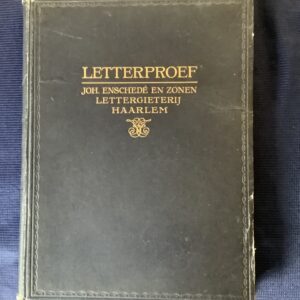 LETTERPROEF
JOH. ENSCHEDÉ EN ZONEN
LETTERGIETERIJ
HAARLEM